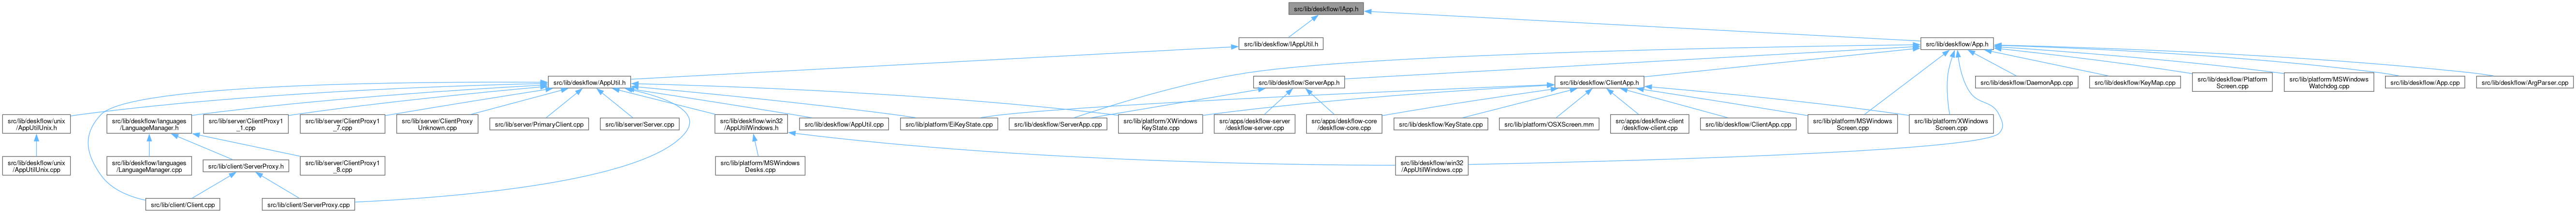 src/lib/deskflow/IApp.h
src/lib/deskflow/IAppUtil.h
src/lib/deskflow/App.h
src/lib/deskflow/AppUtil.h
src/lib/deskflow/ServerApp.h
src/lib/deskflow/ClientApp.h
src/lib/deskflow/DaemonApp.cpp
src/lib/deskflow/KeyMap.cpp
src/lib/deskflow/Platform
Screen.cpp
src/lib/platform/MSWindows
Watchdog.cpp
src/lib/deskflow/App.cpp
src/lib/deskflow/ArgParser.cpp
src/lib/deskflow/unix
/AppUtilUnix.h
src/lib/deskflow/languages
/LanguageManager.h
src/lib/server/ClientProxy1
_1.cpp
src/lib/server/ClientProxy1
_7.cpp
src/lib/server/ClientProxy
Unknown.cpp
src/lib/server/PrimaryClient.cpp
src/lib/server/Server.cpp
src/lib/deskflow/win32
/AppUtilWindows.h
src/lib/deskflow/AppUtil.cpp
src/lib/platform/EiKeyState.cpp
src/lib/deskflow/ServerApp.cpp
src/lib/platform/XWindows
KeyState.cpp
src/apps/deskflow-server
/deskflow-server.cpp
src/apps/deskflow-core
/deskflow-core.cpp
src/lib/deskflow/KeyState.cpp
src/lib/platform/OSXScreen.mm
src/apps/deskflow-client
/deskflow-client.cpp
src/lib/deskflow/ClientApp.cpp
src/lib/platform/MSWindows
Screen.cpp
src/lib/platform/XWindows
Screen.cpp
src/lib/deskflow/unix
/AppUtilUnix.cpp
src/lib/deskflow/languages
/LanguageManager.cpp
src/lib/client/ServerProxy.h
src/lib/server/ClientProxy1
_8.cpp
src/lib/platform/MSWindows
Desks.cpp
src/lib/deskflow/win32
/AppUtilWindows.cpp
src/lib/client/Client.cpp
src/lib/client/ServerProxy.cpp